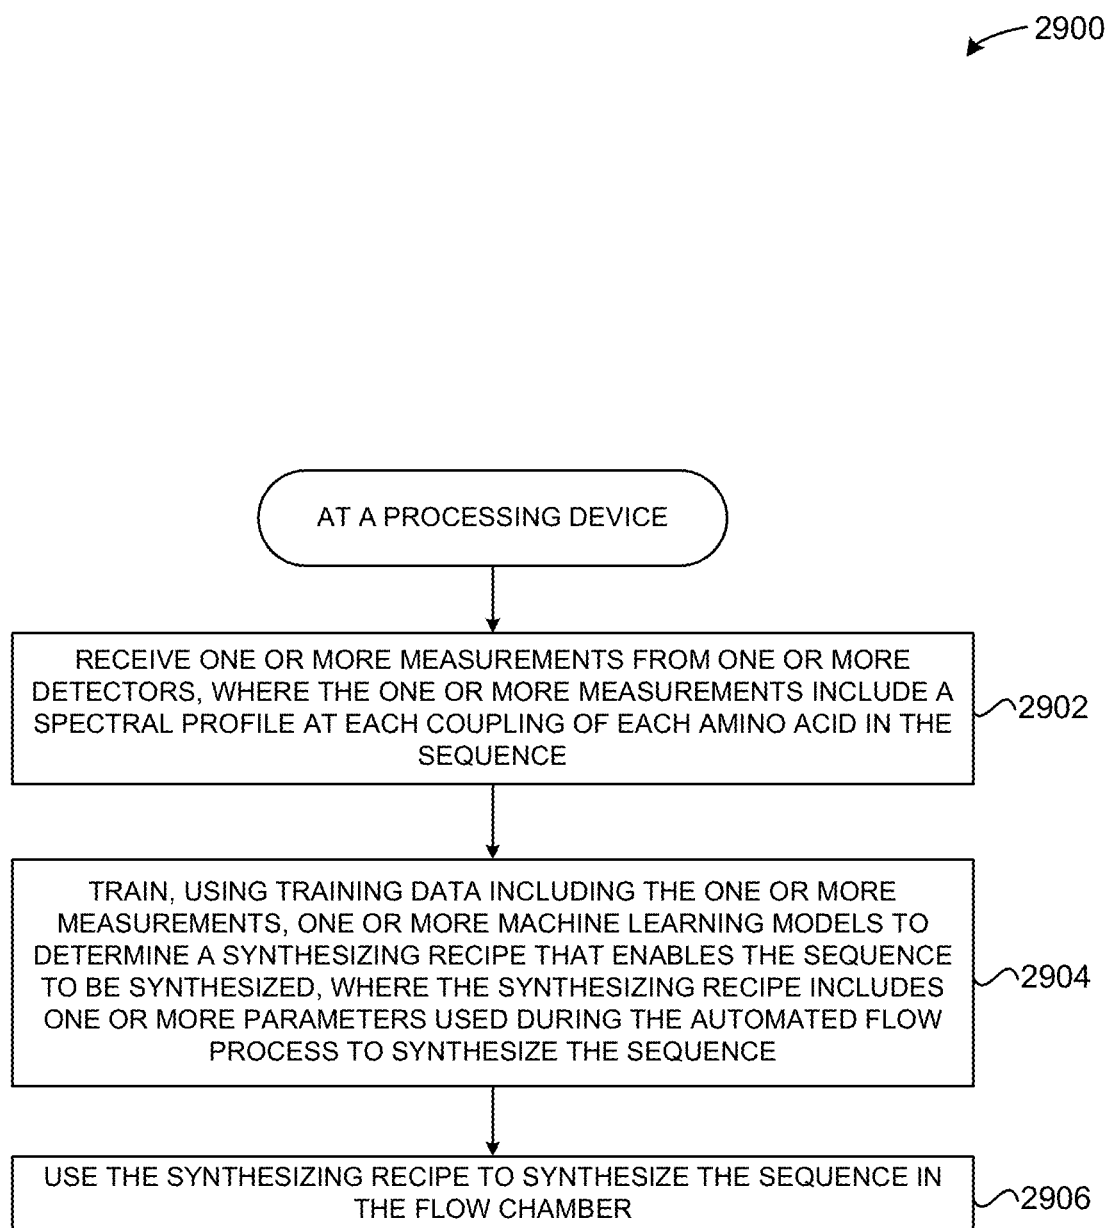 2900
AT A PROCESSING DEVICE
RECEIVE ONE OR MORE MEASUREMENTS FROM ONE OR MORE
DETECTORS, WHERE THE ONE OR MORE MEASUREMENTS INCLUDE A
SPECTRAL PROFILE AT EACH COUPLING OF EACH AMINO ACID IN THE
SEQUENCE
2902
TRAIN, USING TRAINING DATA INCLUDING THE ONE OR MORE
MEASUREMENTS, ONE OR MORE MACHINE LEARNING MODELS TO
DETERMINE A SYNTHESIZING RECIPE THAT ENABLES THE SEQUENCE
TO BE SYNTHESIZED, WHERE THE SYNTHESIZING RECIPE INCLUDES
ONE OR MORE PARAMETERS USED DURING THE AUTOMATED FLOW
PROCESS TO SYNTHESIZE THE SEQUENCE
2904
USE THE SYNTHESIZING RECIPE TO SYNTHESIZE THE SEQUENCE IN
THE FLOW CHAMBER
2906